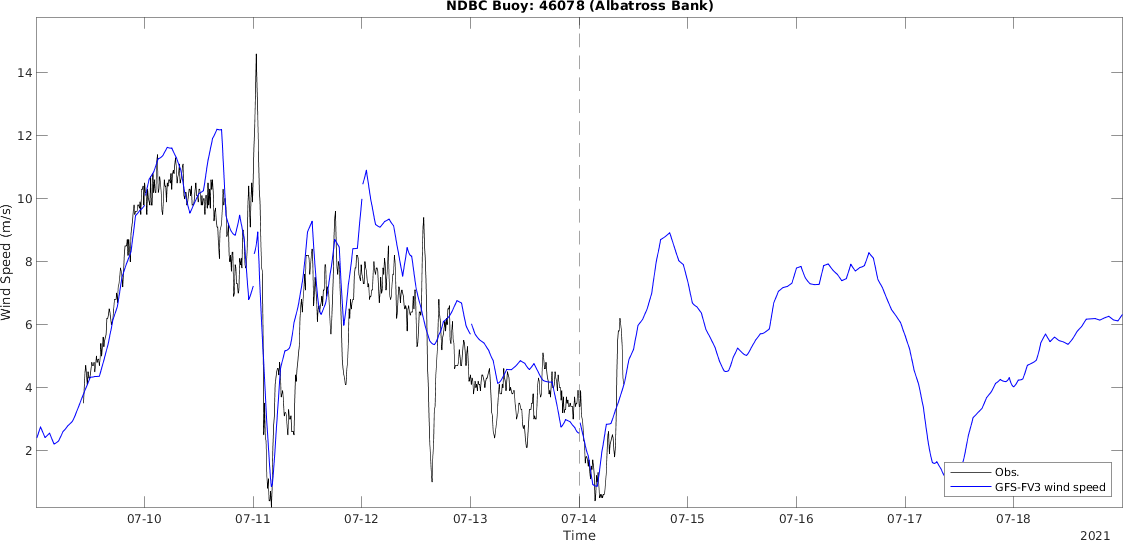 NDBC Buoy: 46078 (Albatross Bank)
14
12
10
8
6
4
2
Wind Speed (m/s)
Obs.
GFS-FV3 wind speed
07-10 07-11 07-12 07-13 07-14 07-15 07-16 07-17 07-18
Time
2021